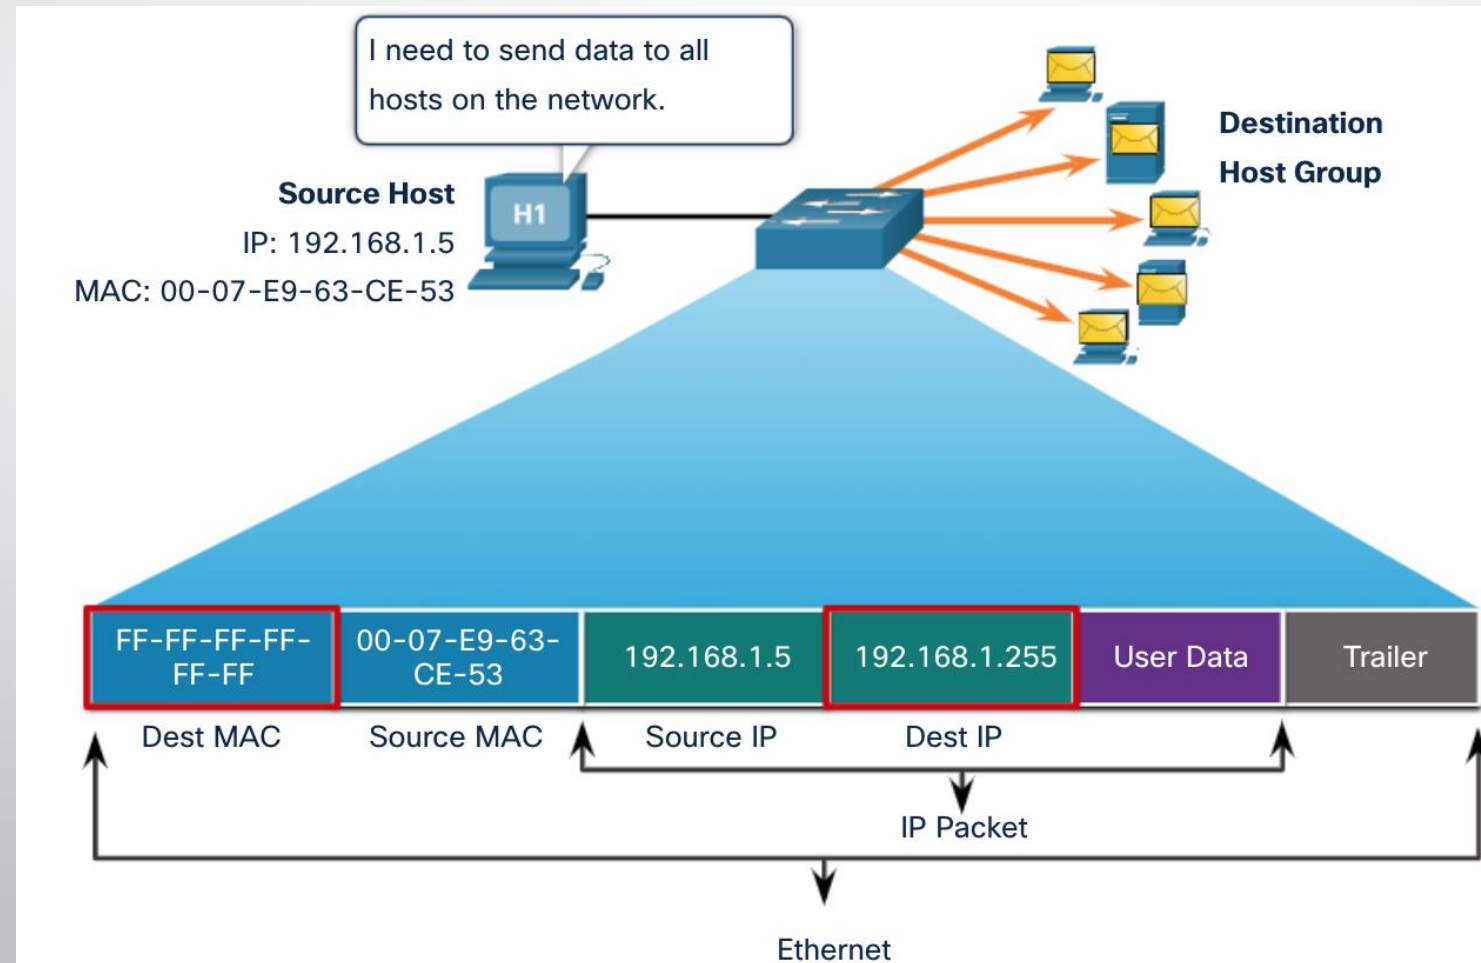 I need to send data to all
hosts on the network.
Destination
Host Group
Source Host
IP: 192.168.1.5
MAC: 00-07-E9-63-CE-53
H1
FF-FF-FF-FF-
FF-FF
00-07-E9-63-
CE-53
192.168.1.5
192.168.1.255
User Data
Trailer
Dest MAC
Source MAC
Source IP
Dest IP
IP Packet
Ethernet